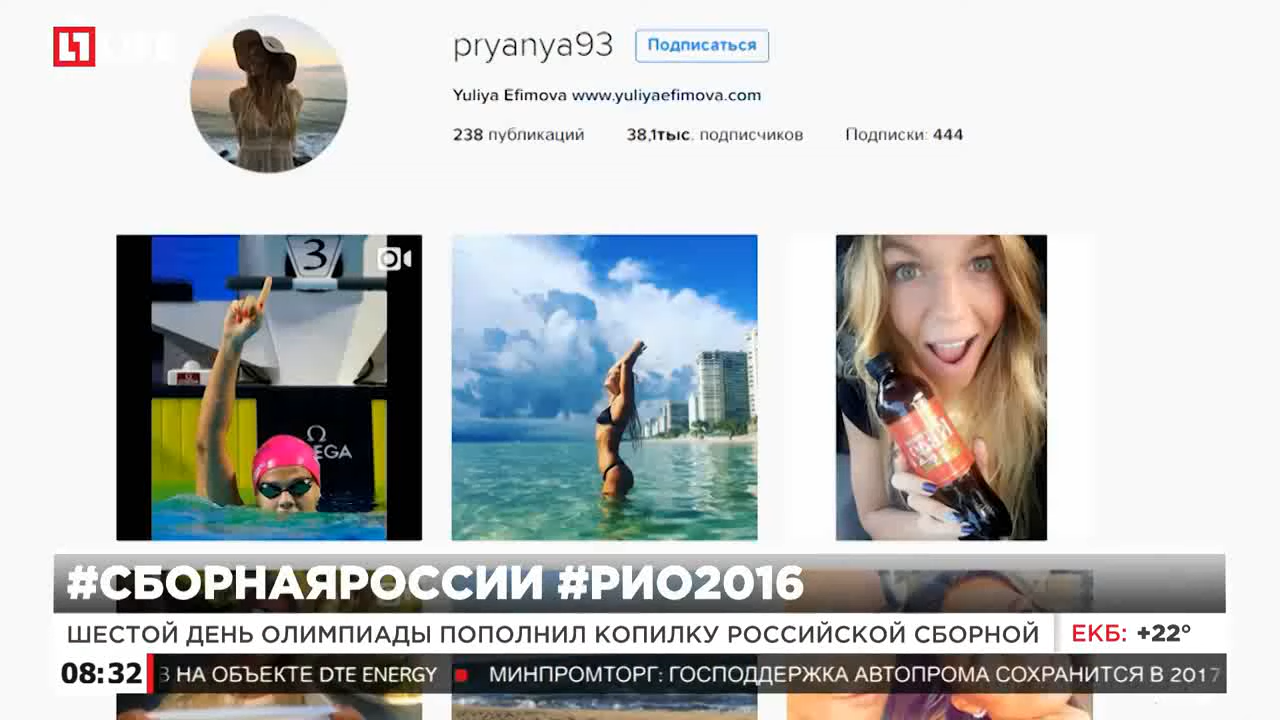 LIFE
pryanya93 Подписаться
Yuliya Efimova www.yuliyaefimova.com
238 публикаций 38,1тыс. подписчиков Подписки: 444
3
Ω
OMEGA
#СБОРНАЯРОССИИ #РИО2016
ШЕСТОЙ ДЕНЬ ОЛИМПИАДЫ ПОПОЛНИЛ КОПИЛКУ РОССИЙСКОЙ СБОРНОЙ ЕКБ: +22°
08:32 В НА ОБЪЕКТЕ DTE ENERGY МИНПРОМТОРГ: ГОСПОДДЕРЖКА АВТОПРОМА СОХРАНИТСЯ В 2017